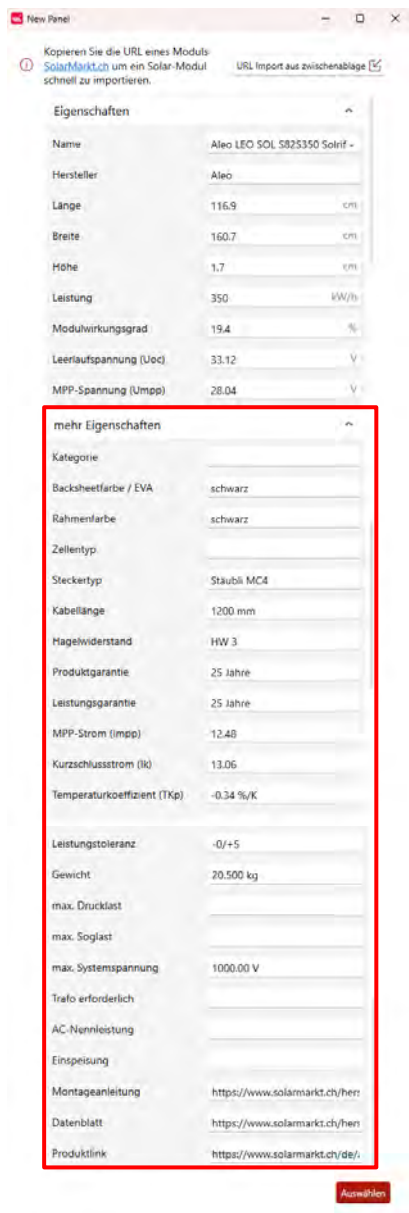 New Panel
Kopieren Sie die URL eines Moduls
SolarMarkt.ch um ein Solar-Modul
schnell zu importieren.
URL Import aus zwischenablage
Eigenschaften
Name Aleo LEO SOL S82S350 Solrif -
Hersteller Aleo
Länge 116.9 cm
Breite 160.7 cm
Höhe 1.7 cm
Leistung 350 kW/h
Modulwirkungsgrad 19.4 %
Leerlaufspannung (Uoc) 33.12 V
MPP-Spannung (Umpp) 28.04 V
mehr Eigenschaften
Kategorie
Backsheetfarbe / EVA schwarz
Rahmenfarbe schwarz
Zellentyp
Steckertyp Stäubli MC4
Kabellänge 1200 mm
Hagelwiderstand HW 3
Produktgarantie 25 Jahre
Leistungsgarantie 25 Jahre
MPP-Strom (Impp) 12.48
Kurzschlussstrom (Ik) 13.06
Temperaturkoeffizient (TKp) -0.34 %/K
Leistungstoleranz -0/+5
Gewicht 20.500 kg
max. Drucklast
max. Soglast
max. Systemspannung 1000.00 V
Trafo erforderlich
AC-Nennleistung
Einspeisung
Montageanleitung https://www.solarmarkt.ch/hers
Datenblatt https://www.solarmarkt.ch/hers
Produktlink https://www.solarmarkt.ch/de/
Auswählen